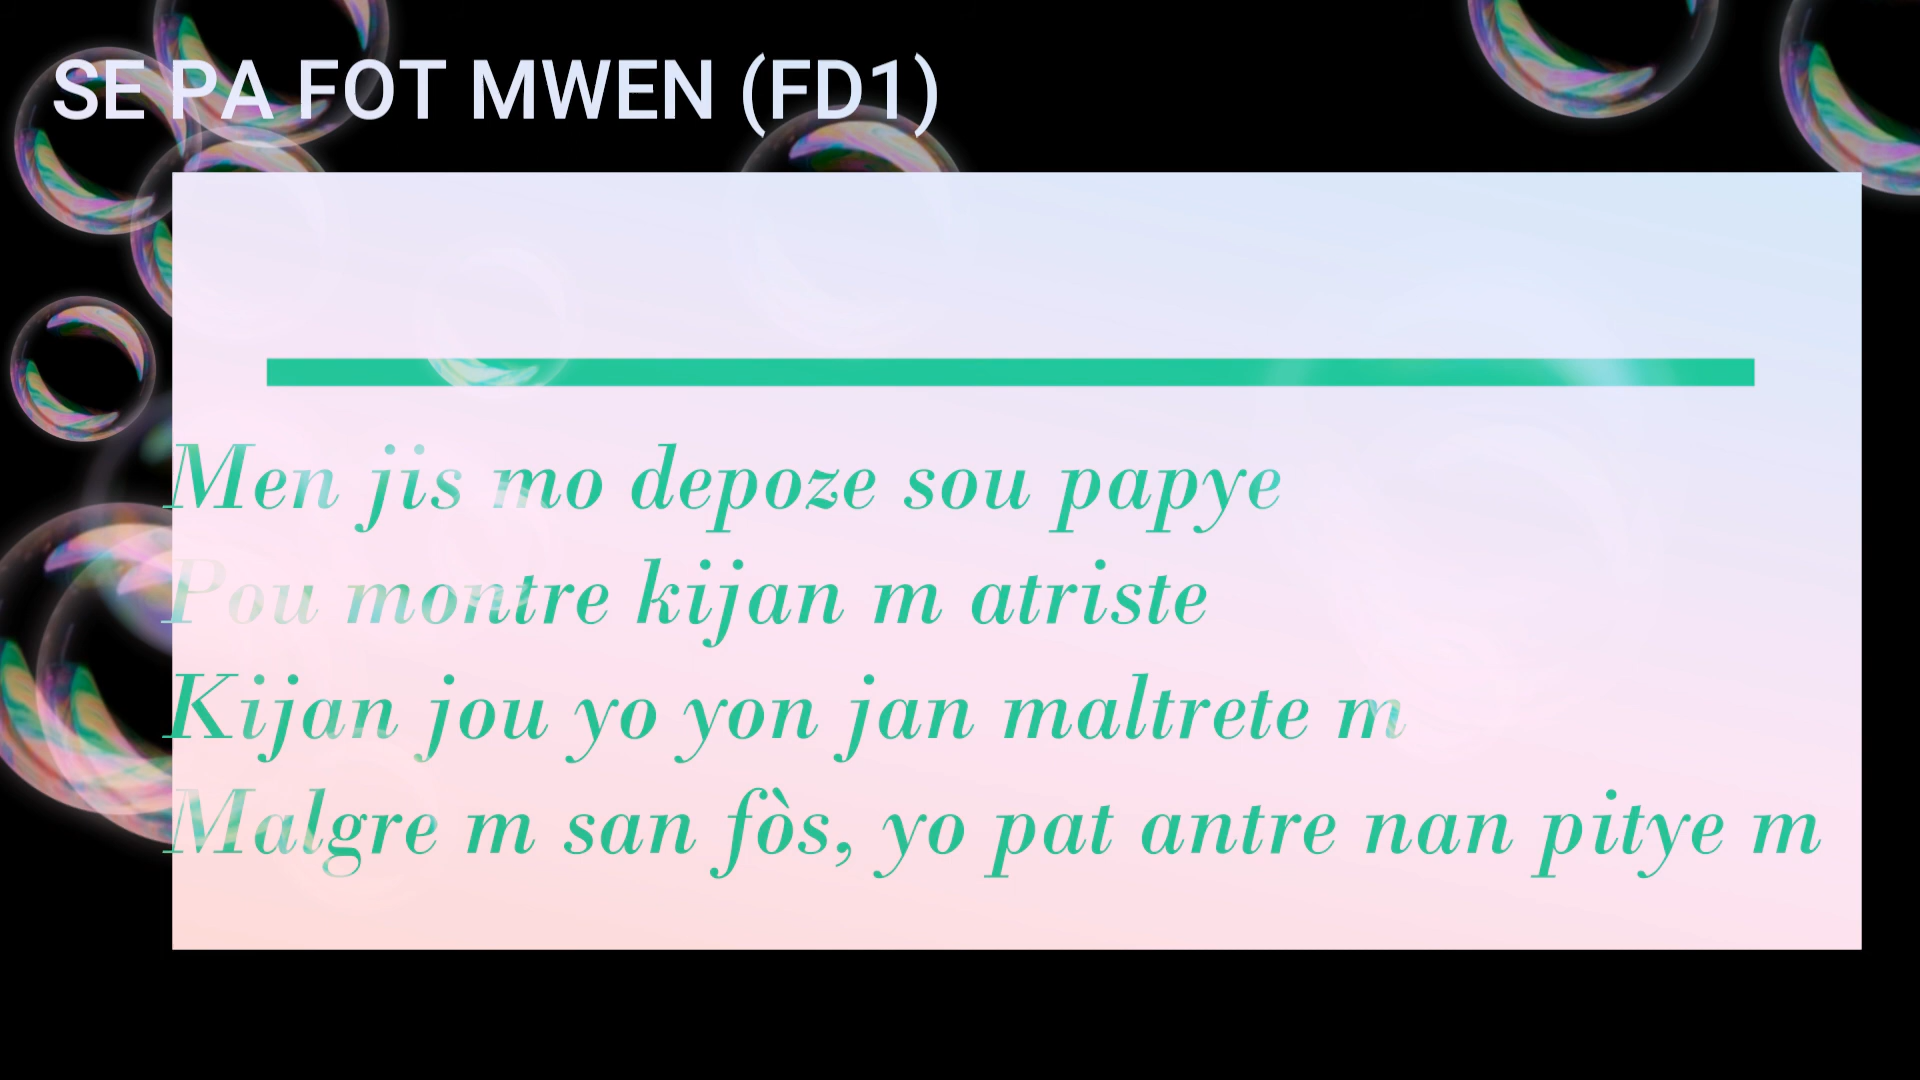 SE PA FOT MWEN (FD1)
Men jis mo depoze sou papye
Pou montre kijan m atriste
Kijan jou yo yon jan maltrete m
Malgre m san fòs, yo pat antre nan pitye m